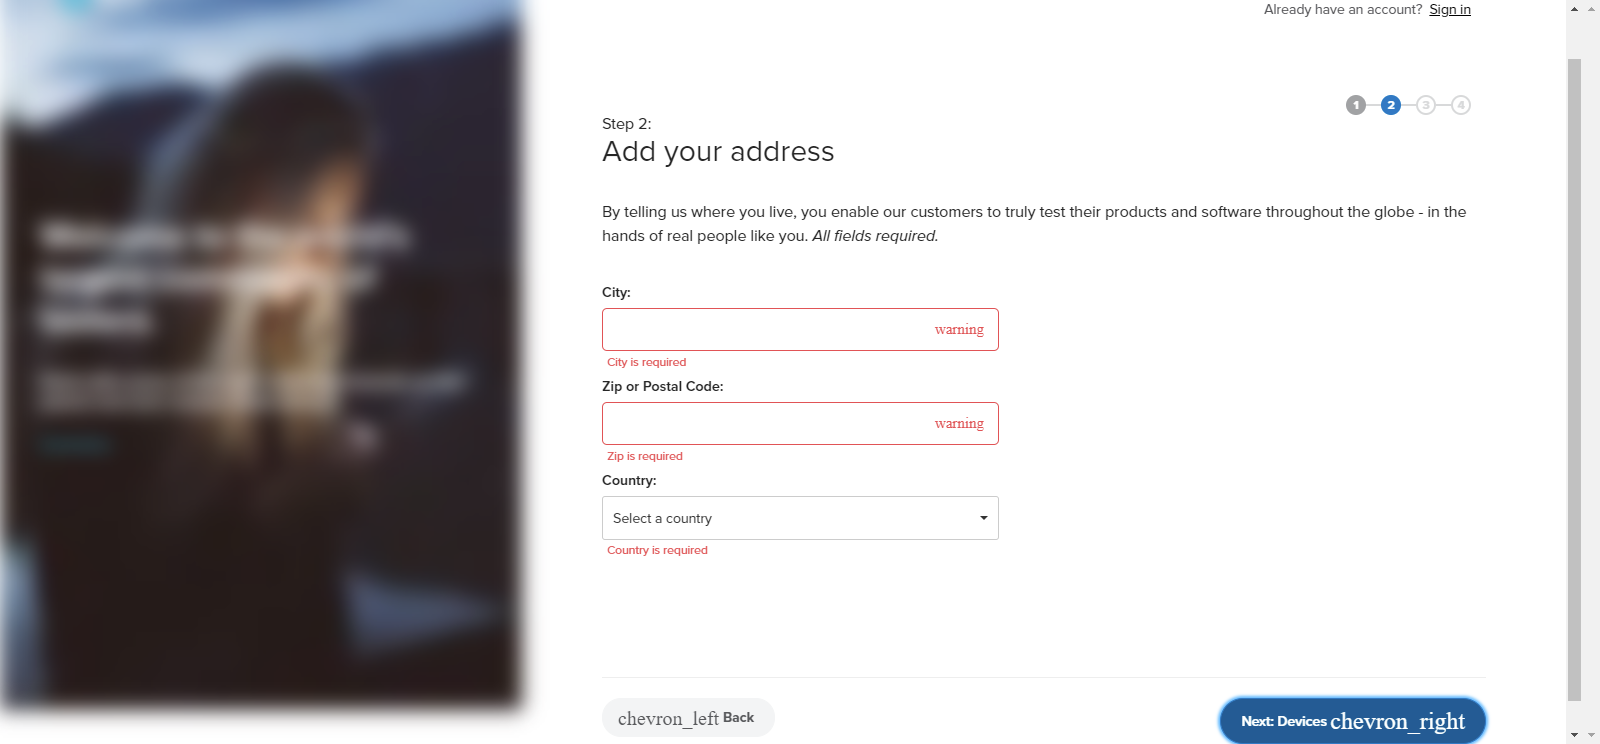 Already have an account? Sign in
1 2 3 4
Step 2:
Add your address
By telling us where you live, you enable our customers to truly test their products and software throughout the globe - in the
hands of real people like you. All fields required.
City:
warning
City is required
Zip or Postal Code:
warning
Zip is required
Country:
Select a country
Country is required
chevron_left Back
Next: Devices chevron_right